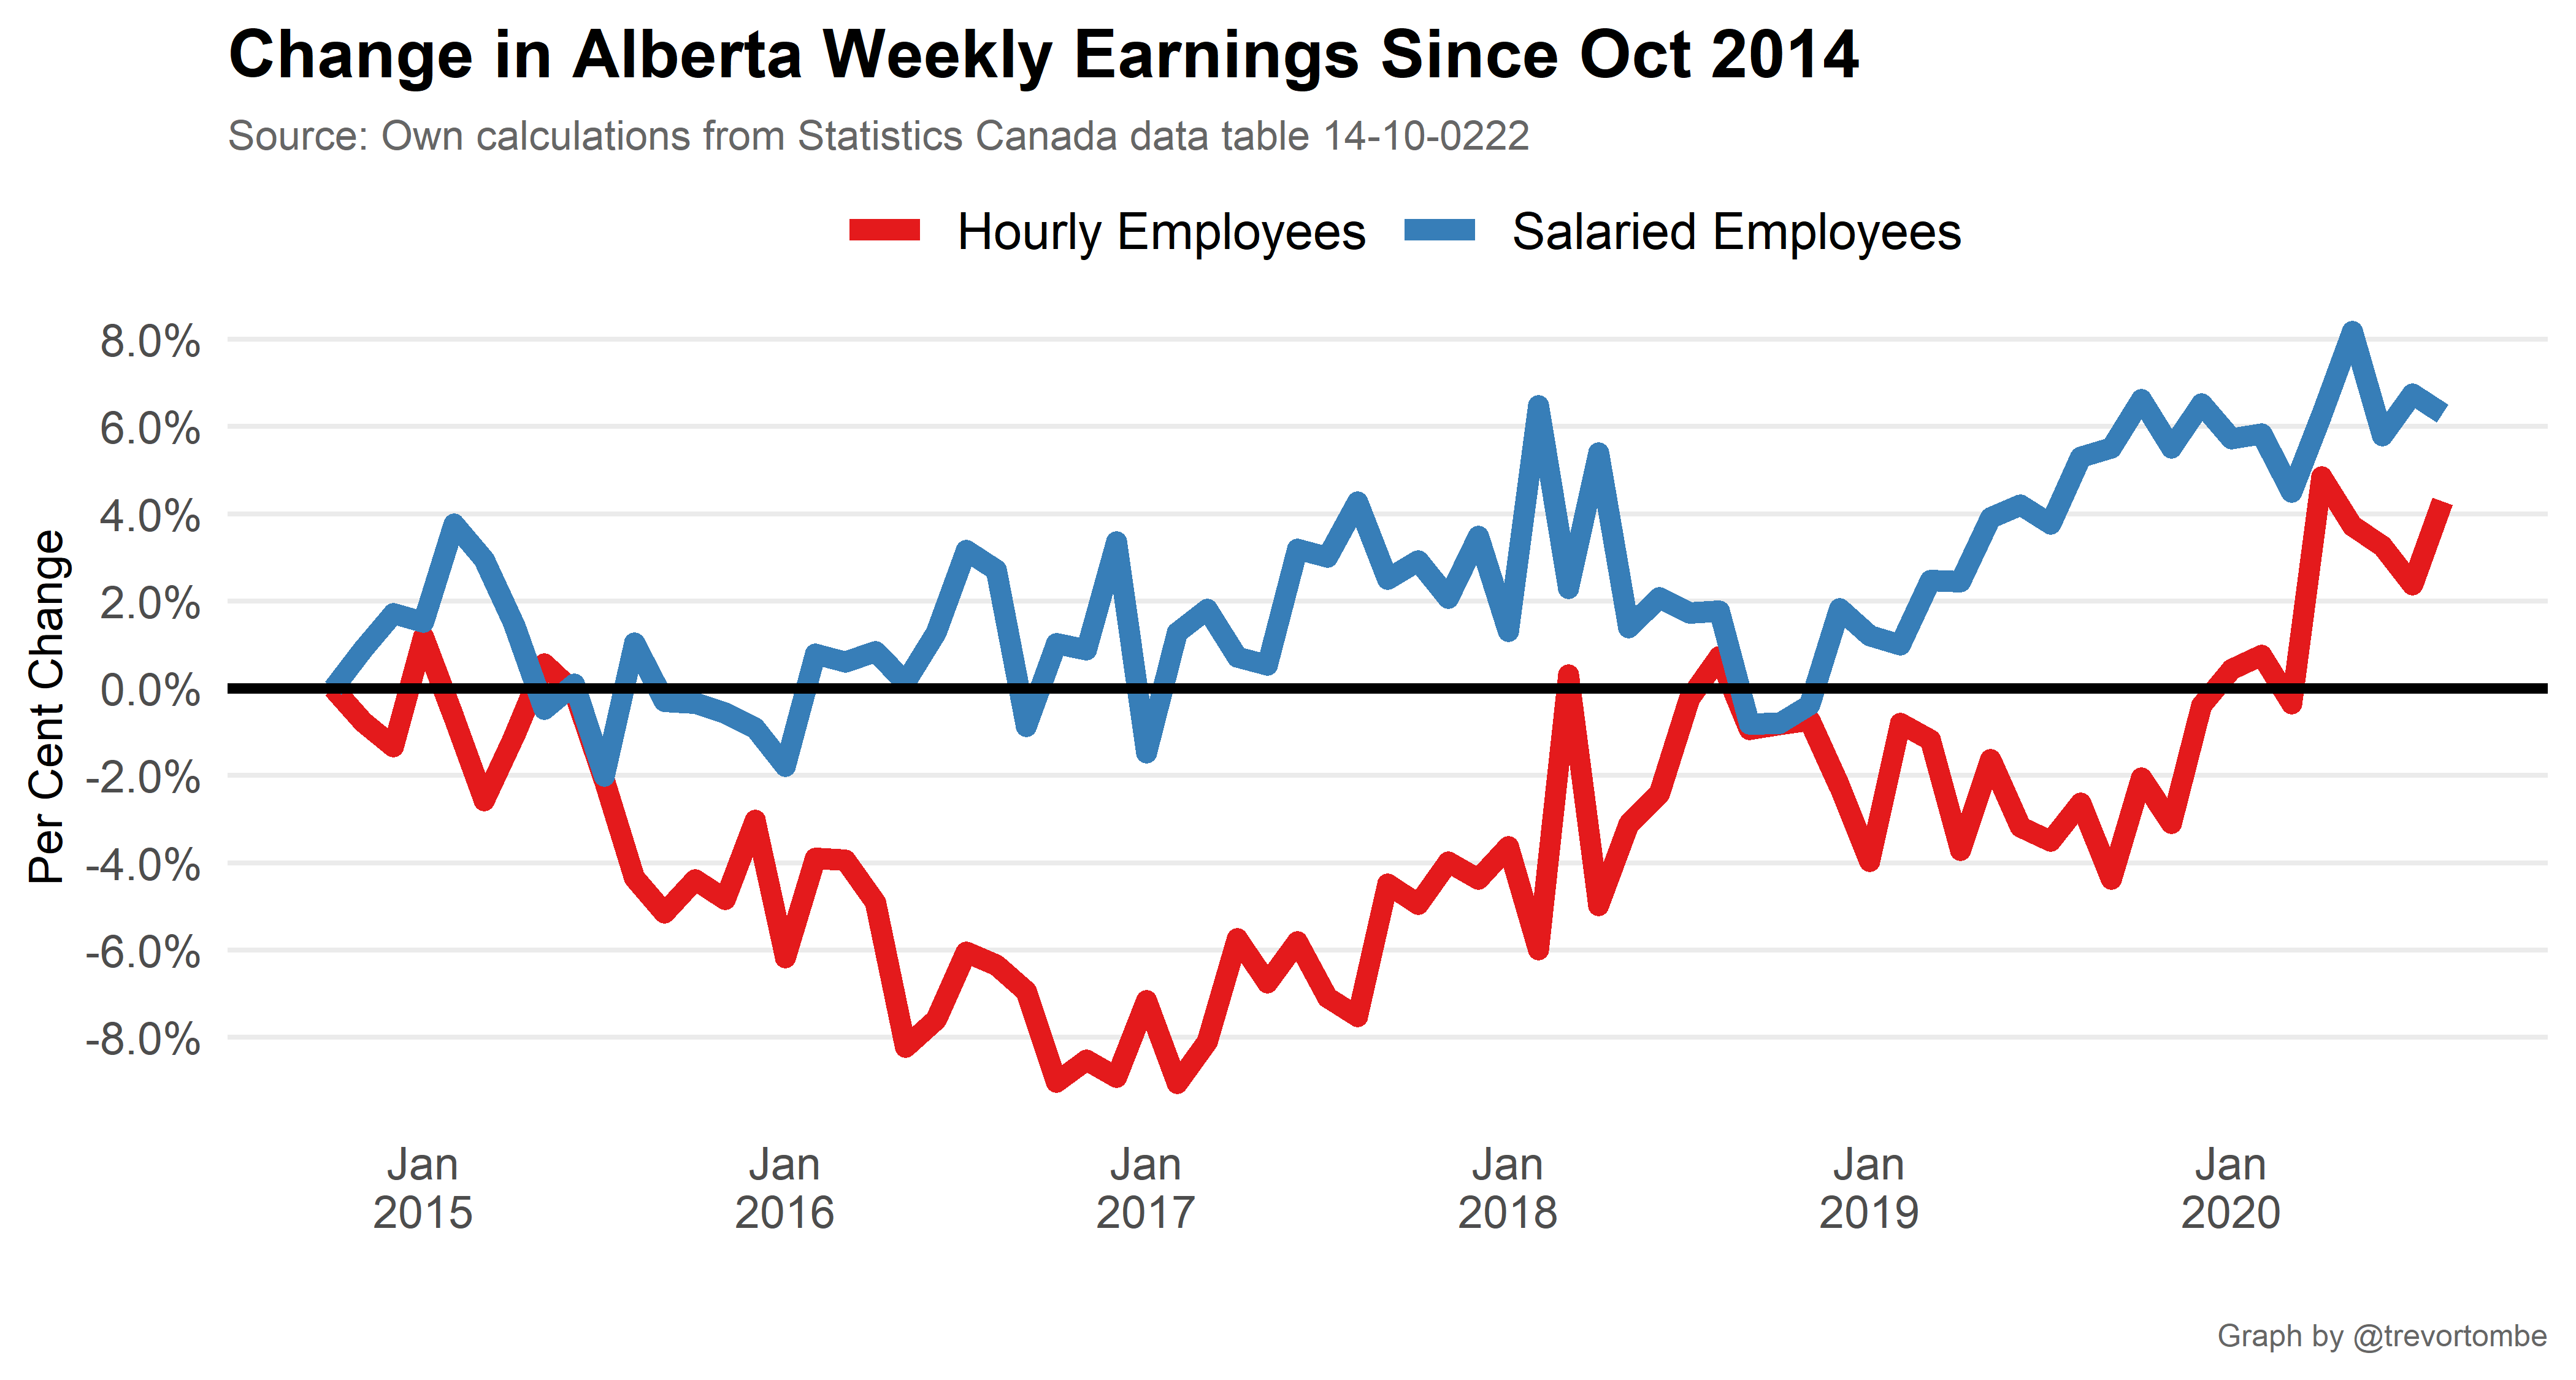 Change in Alberta Weekly Earnings Since Oct 2014
Source: Own calculations from Statistics Canada data table 14-10-0222
Hourly Employees Salaried Employees
Per Cent Change
8.0%
6.0%
4.0%
2.0%
0.0%
-2.0%
-4.0%
-6.0%
-8.0%
Jan Jan Jan Jan Jan Jan
2015 2016 2017 2018 2019 2020
Graph by @trevortombe